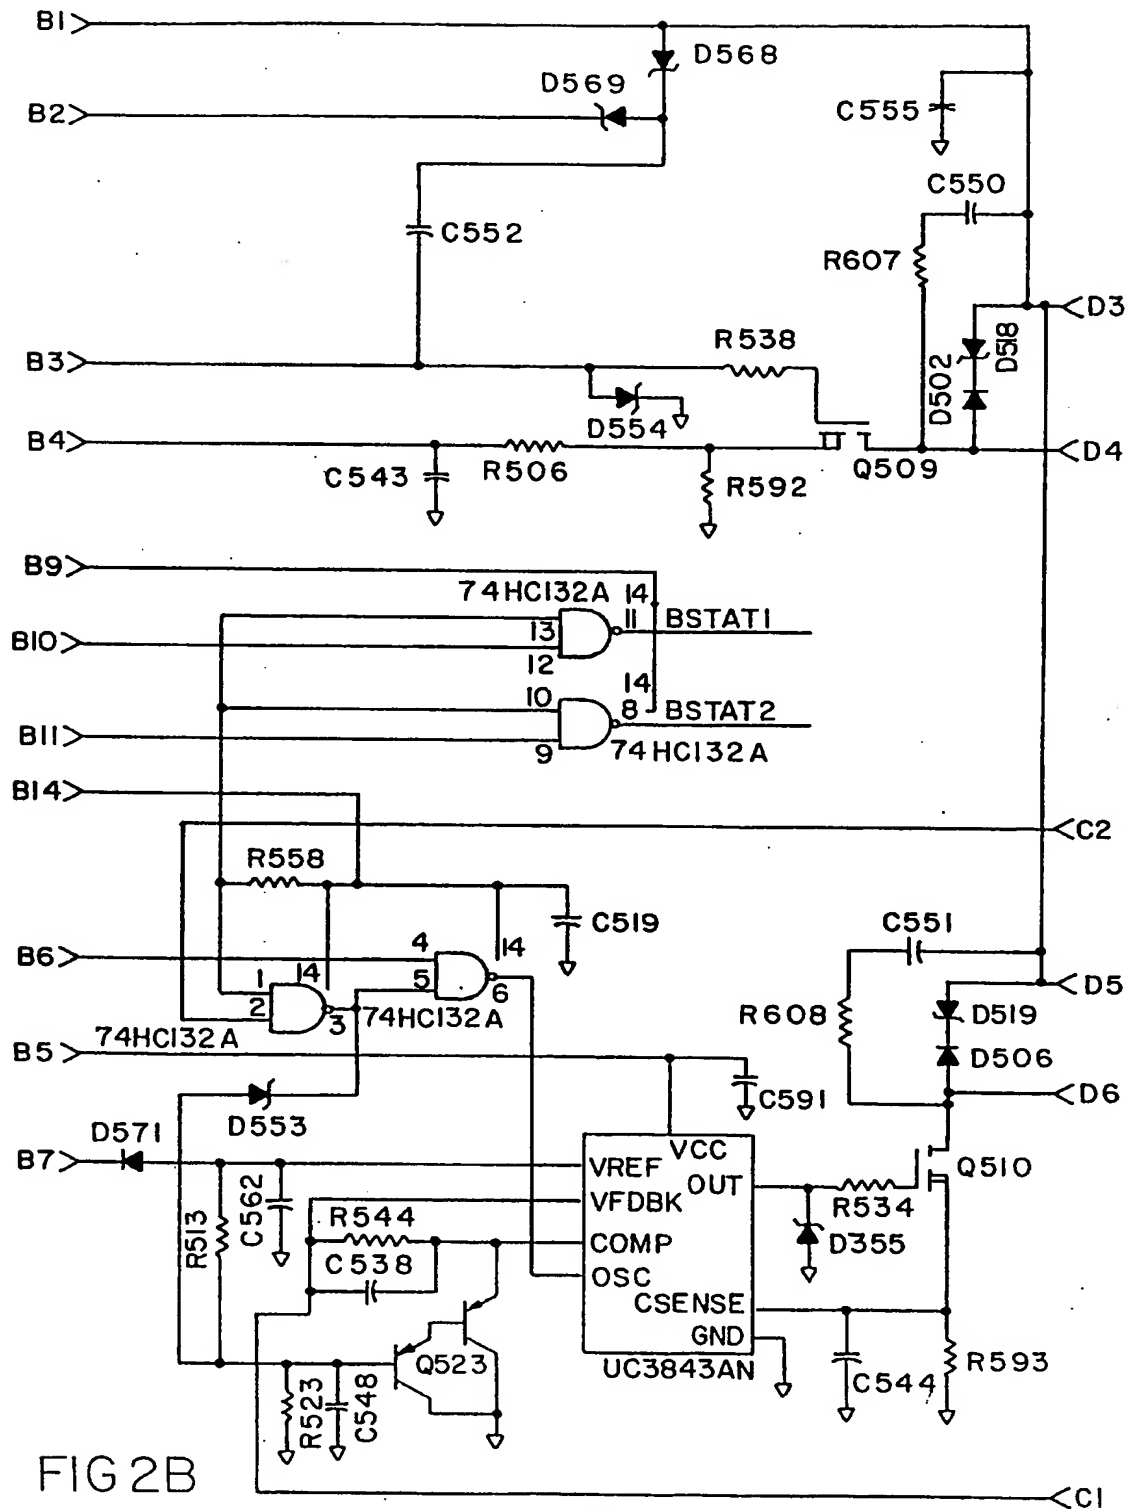 B1
D568
D569
B2
C555
C550
C552
R607
D3
D518
D502
R538
B3
D554
B4
D4
C543
R506
R592
Q509
B9
74HC132A
14
11
BSTAT1
13
B10
12
14
10
8
BSTAT2
B11
9
74HC132A
B14
C2
R558
C519
C551
B6
4
14
5
6
1
14
2
3
74HC132A
74HC132A
D5
R608
D519
B5
D506
C591
D6
D553
D571
B7
VCC
VREF
OUT
Q510
VFDBK
R534
R513
C562
R544
COMP
D355
C538
OSC
CSENSE
GND
Q523
UC3843AN
R593
C544
R523
C548
FIG 2B
C1